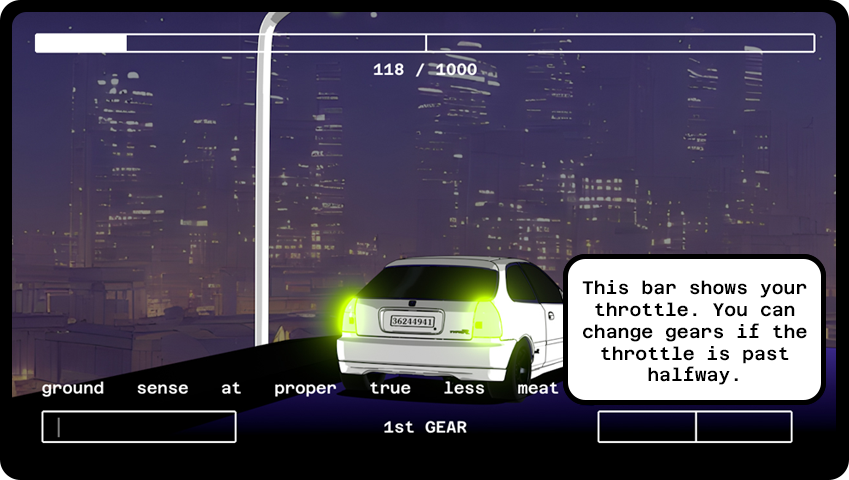 118 / 1000
36244941
This bar shows your
throttle. You can
change gears if the
throttle is past
halfway.
ground sense at proper true less meat
1st GEAR